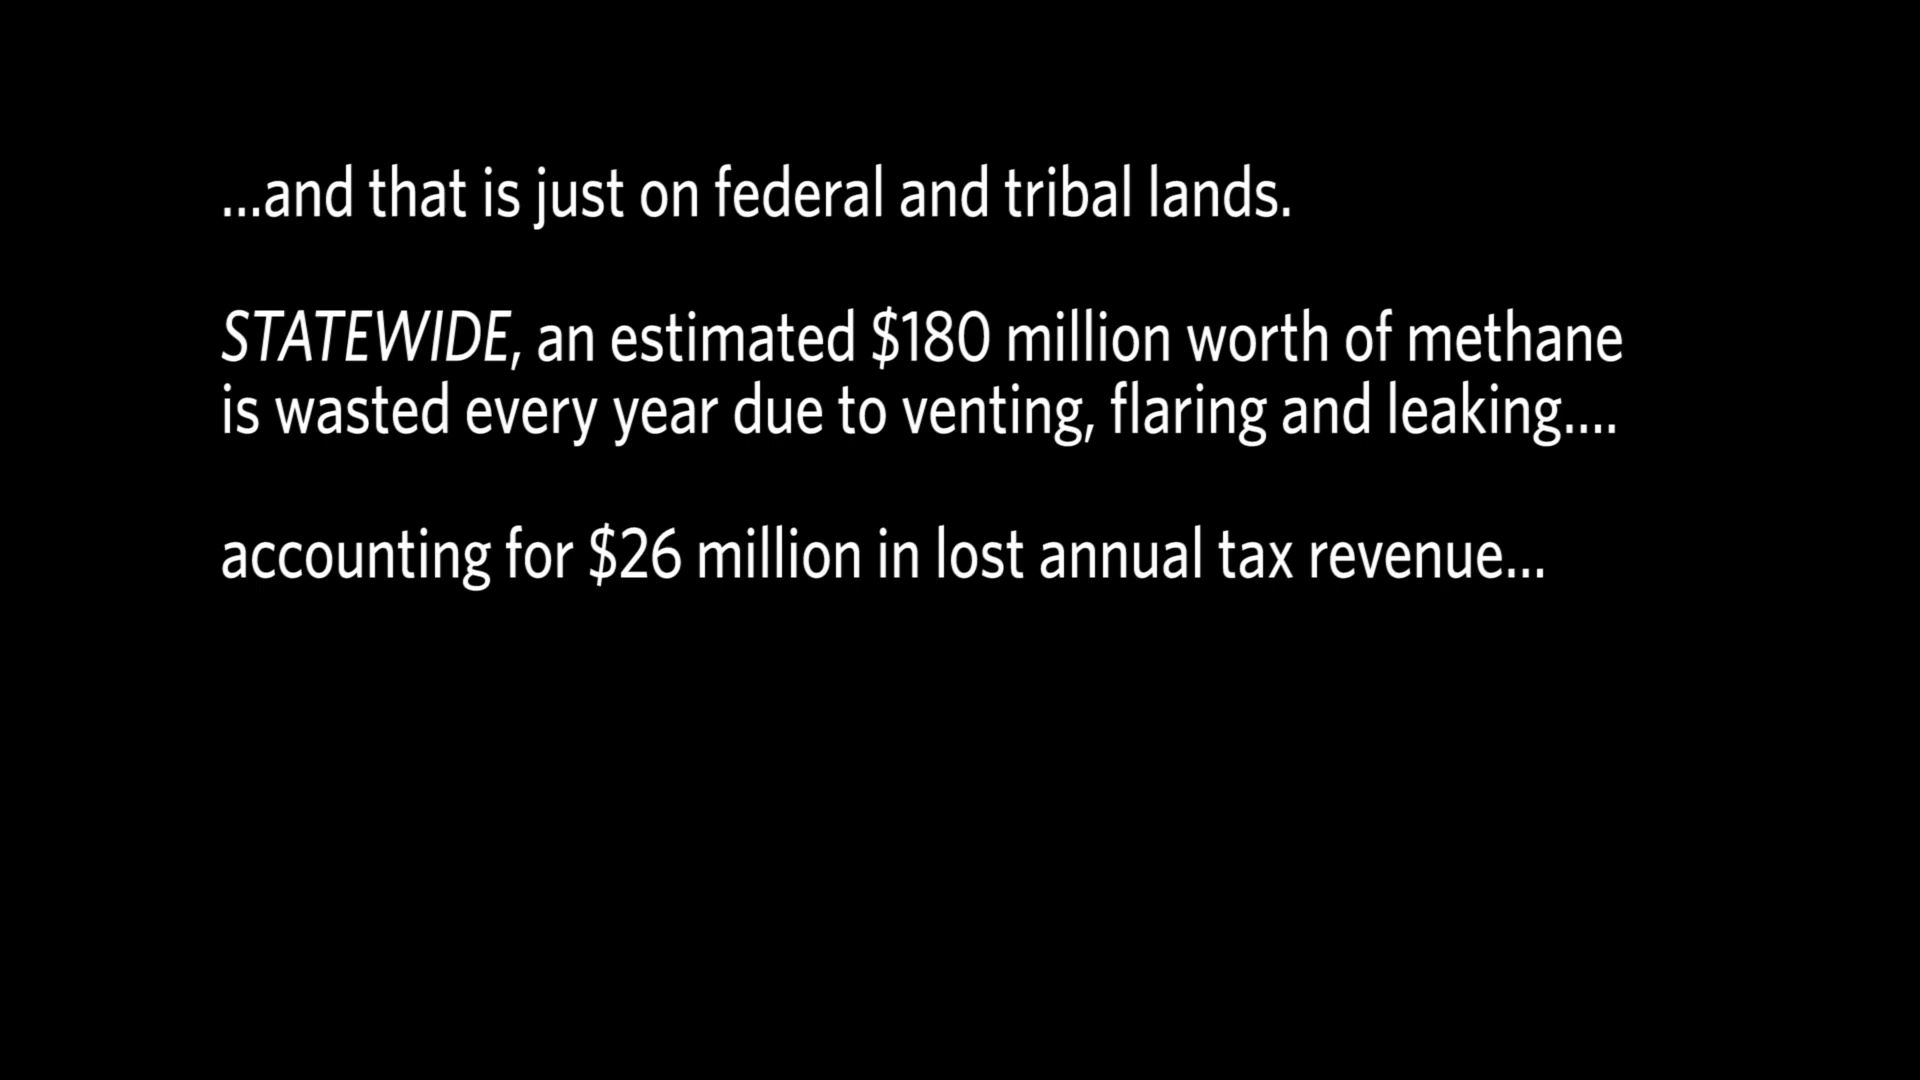 ...and that is just on federal and tribal lands.
STATEWIDE, an estimated $180 million worth of methane
is wasted every year due to venting, flaring and leaking....
accounting for $26 million in lost annual tax revenue...